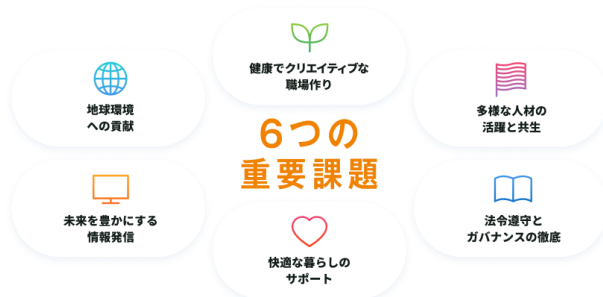 健康でクリエイティブな
職場作り
地球環境
への貢献
多様な人材の
活躍と共生
6つの
重要課題
未来を豊かにする
情報発信
法令遵守と
ガバナンスの徹底
快適な暮らしの
サポート